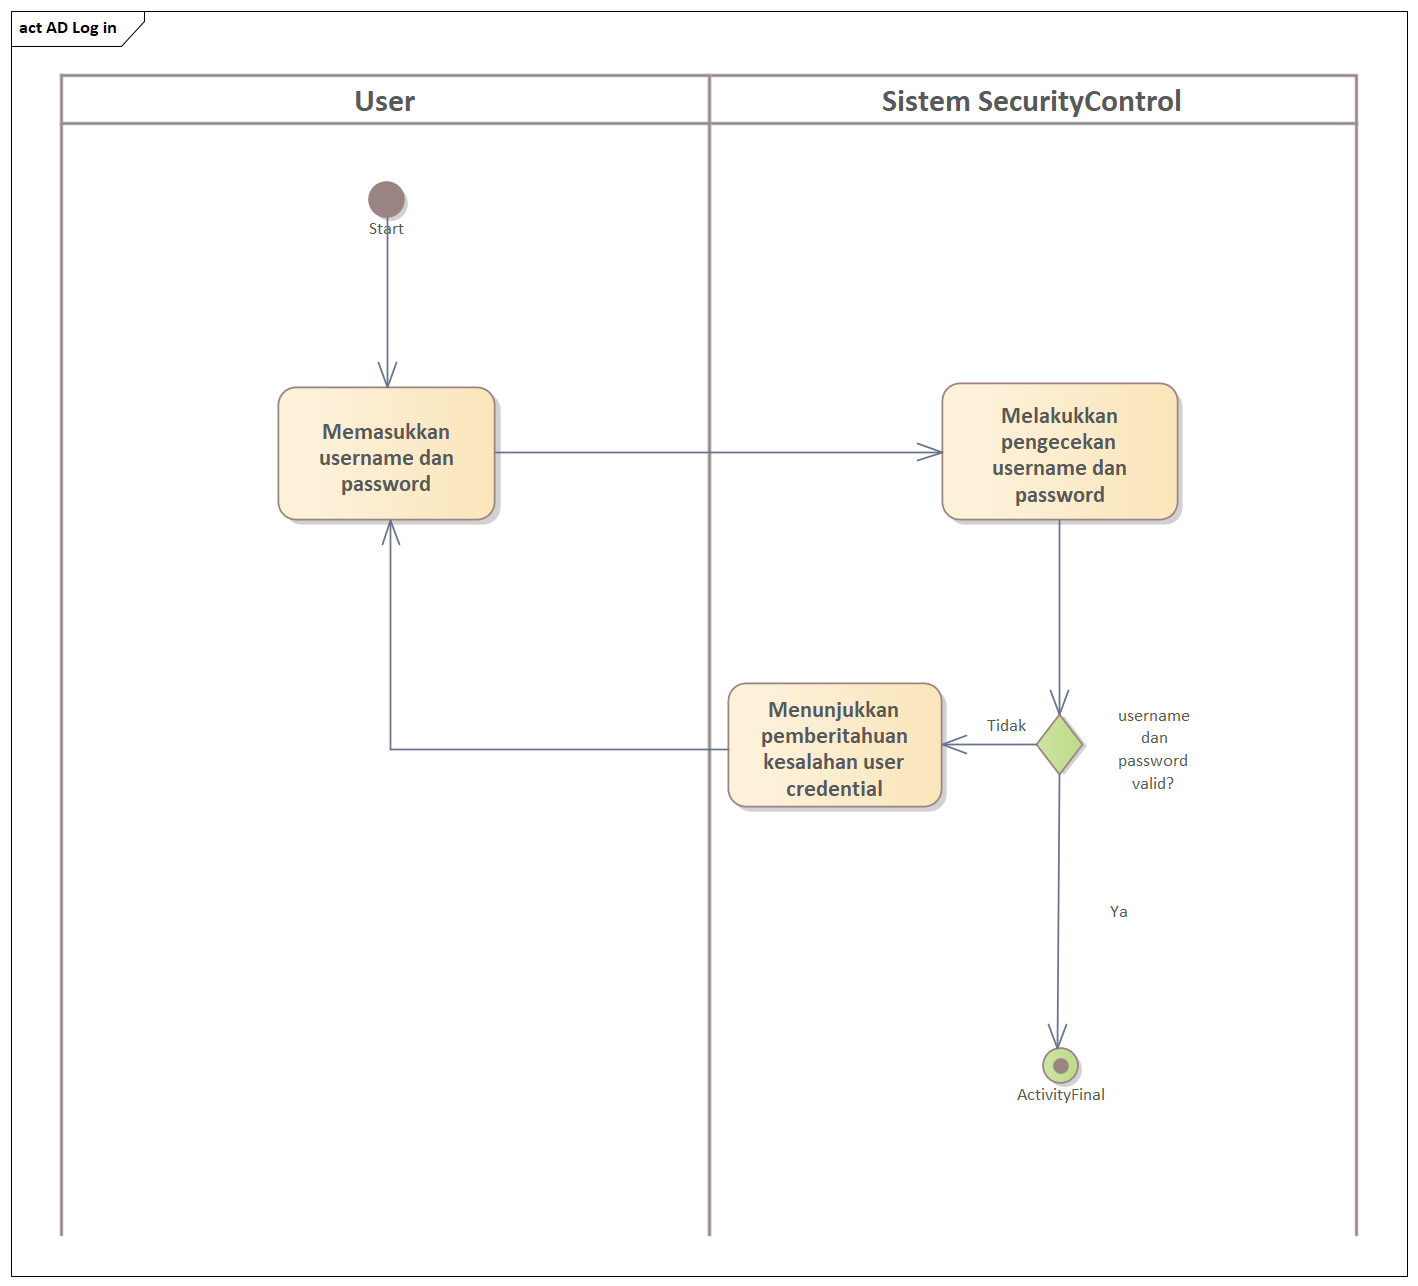 act AD Log in
User
Sistem SecurityControl
Start
Memasukkan
username dan
password
Melakukkan
pengecekan
username dan
password
Menunjukkan
pemberitahuan
kesalahan user
credential
Tidak
username
dan
password
valid?
Ya
ActivityFinal